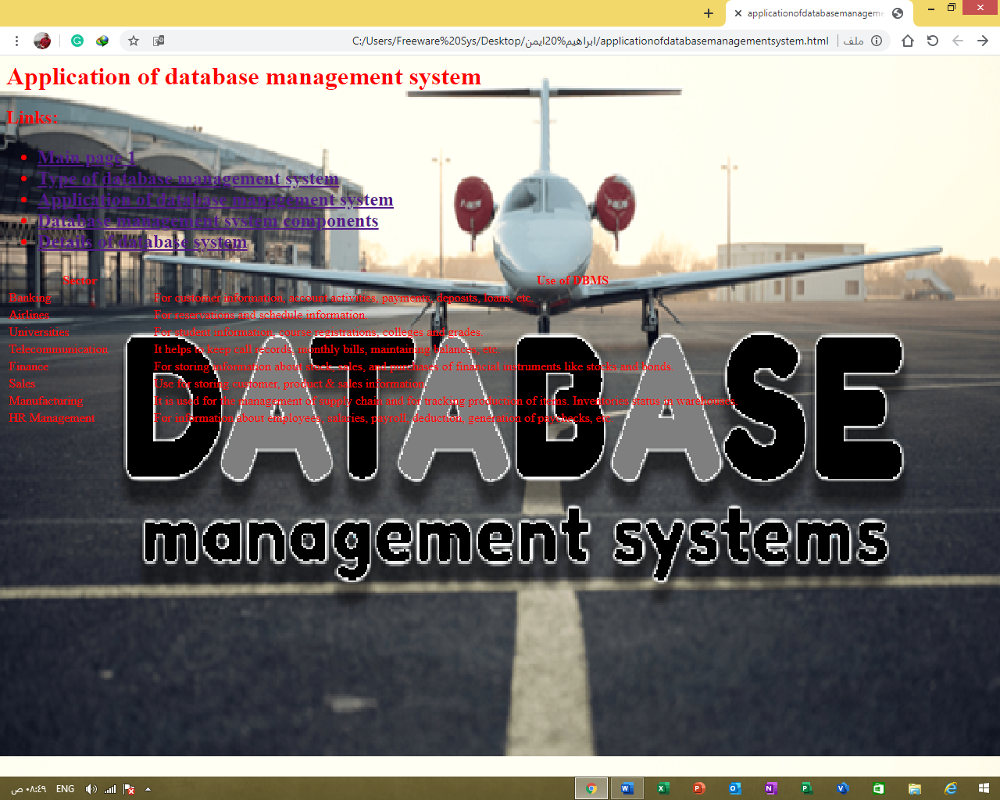 applicationofdatabasemanageme
C:/Users/Freeware%20Sys/Desktop/ابراهيم%20ايمن/applicationofdatabasemanagementsystem.html
ملف
Application of database management system
Links:
Main page 1
Type of database management system
Application of database management system
Database management system components
Details of database system
Sector Use of DBMS
Banking For customer information, account activities, payments, deposits, loans, etc.
Airlines For reservations and schedule information.
Universities For student information, course registrations, colleges and grades.
Telecommunication It helps to keep call records, monthly bills, maintaining balances, etc.
Finance For storing information about stock, sales, and purchases of financial instruments like stocks and bonds.
Sales Use for storing customer, product & sales information.
Manufacturing It is used for the management of supply chain and for tracking production of items. Inventories status in warehouses.
HR Management For information about employees, salaries, payroll, deduction, generation of paychecks, etc.
DATABASE
management systems
٠٨:٤٩ ص
ENG